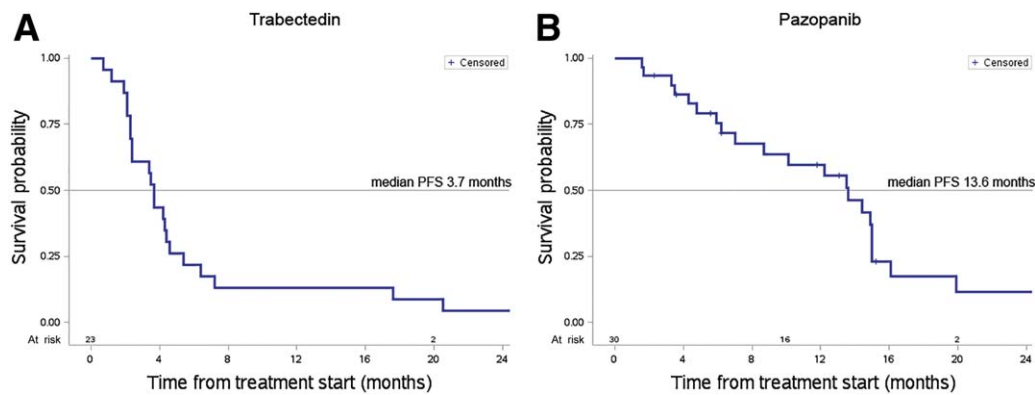 A
Trabectedin
Survival probability
1.00
0.75
0.50
0.25
0.00
+ Censored
median PFS 3.7 months
At risk
23
2
0
4
8
12
16
20
24
Time from treatment start (months)
B
Pazopanib
Survival probability
1.00
0.75
0.50
0.25
0.00
+ Censored
median PFS 13.6 months
At risk
30
16
2
0
4
8
12
16
20
24
Time from treatment start (months)